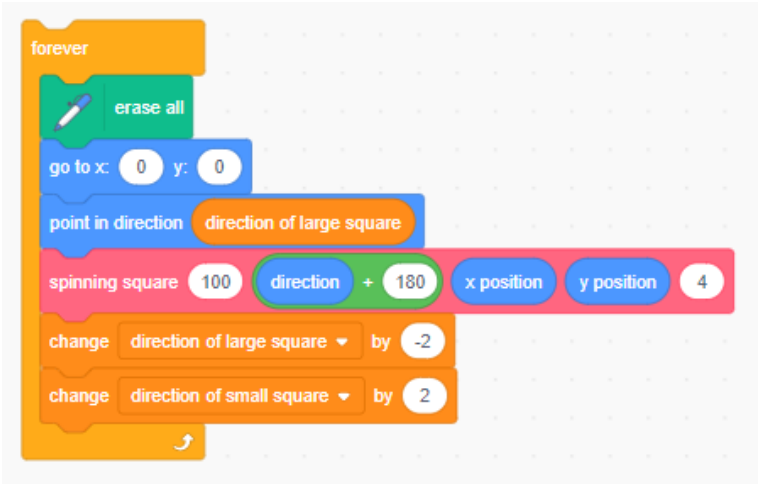 forever
erase all
go to x: 0 y: 0
point in direction direction of large square
spinning square 100 direction + 180 x position y position 4
change direction of large square by -2
change direction of small square by 2